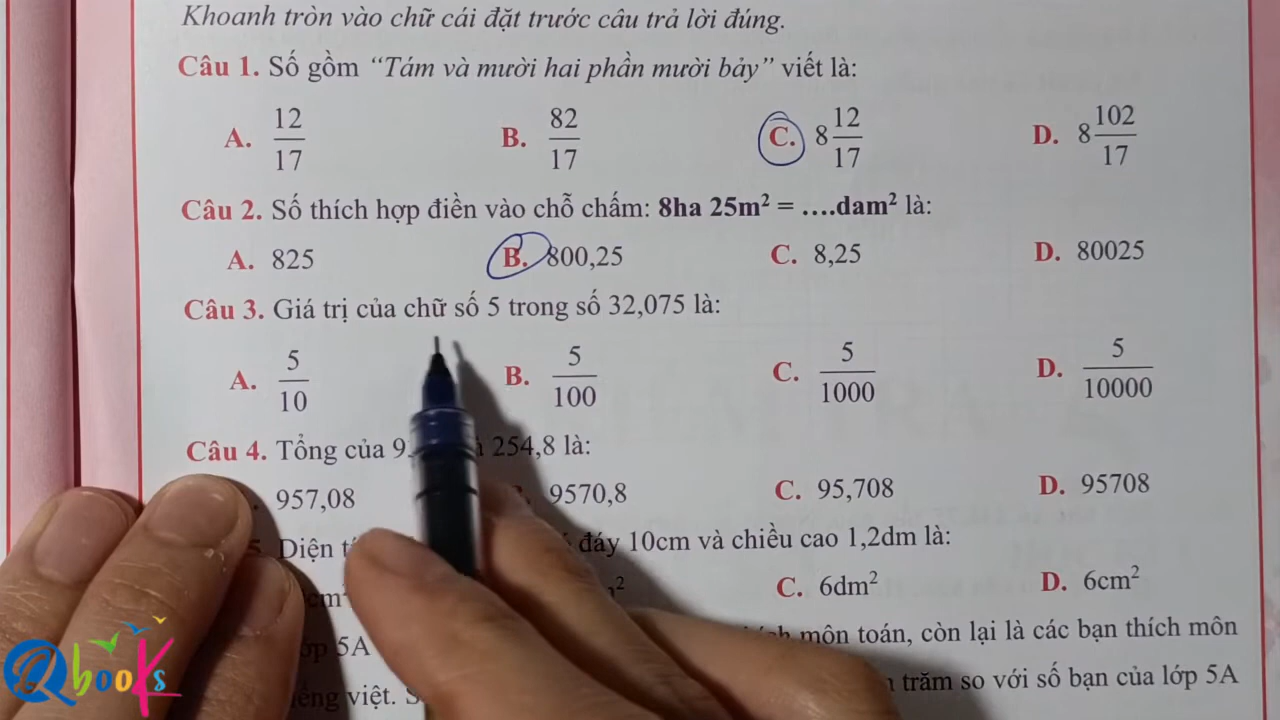 Khoanh tròn vào chữ cái đặt trước câu trả lời đúng.
Câu 1. Số gồm “Tám và mười hai phần mười bảy” viết là:
A. 12/17 B. 82/17 C. 8 12/17 D. 8 102/17
Câu 2. Số thích hợp điền vào chỗ chấm: 8ha 25m² = ....dam² là:
A. 825 B. 800,25 C. 8,25 D. 80025
Câu 3. Giá trị của chữ số 5 trong số 32,075 là:
A. 5/10 B. 5/100 C. 5/1000 D. 5/10000
Câu 4. Tổng của 254,8 là:
957,08 9570,8 C. 95,708 D. 95708
Diện đáy 10cm và chiều cao 1,2dm là:
C. 6dm² D. 6cm²
môn toán, còn lại là các bạn thích môn
5A trăm so với số bạn của lớp 5A
việt.
Qbooks